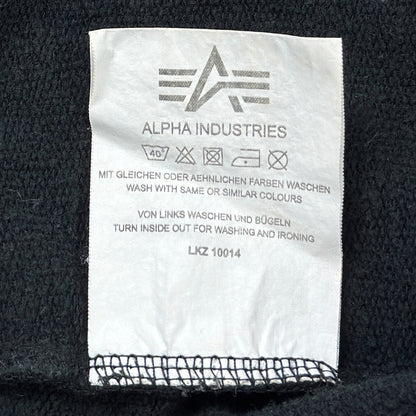 ALPHA INDUSTRIES
40°
MIT GLEICHEN ODER AEHNLICHEN FARBEN WASCHEN
WASH WITH SAME OR SIMILAR COLOURS
VON LINKS WASCHEN UND BÜGELN
TURN INSIDE OUT FOR WASHING AND IRONING
LKZ 10014